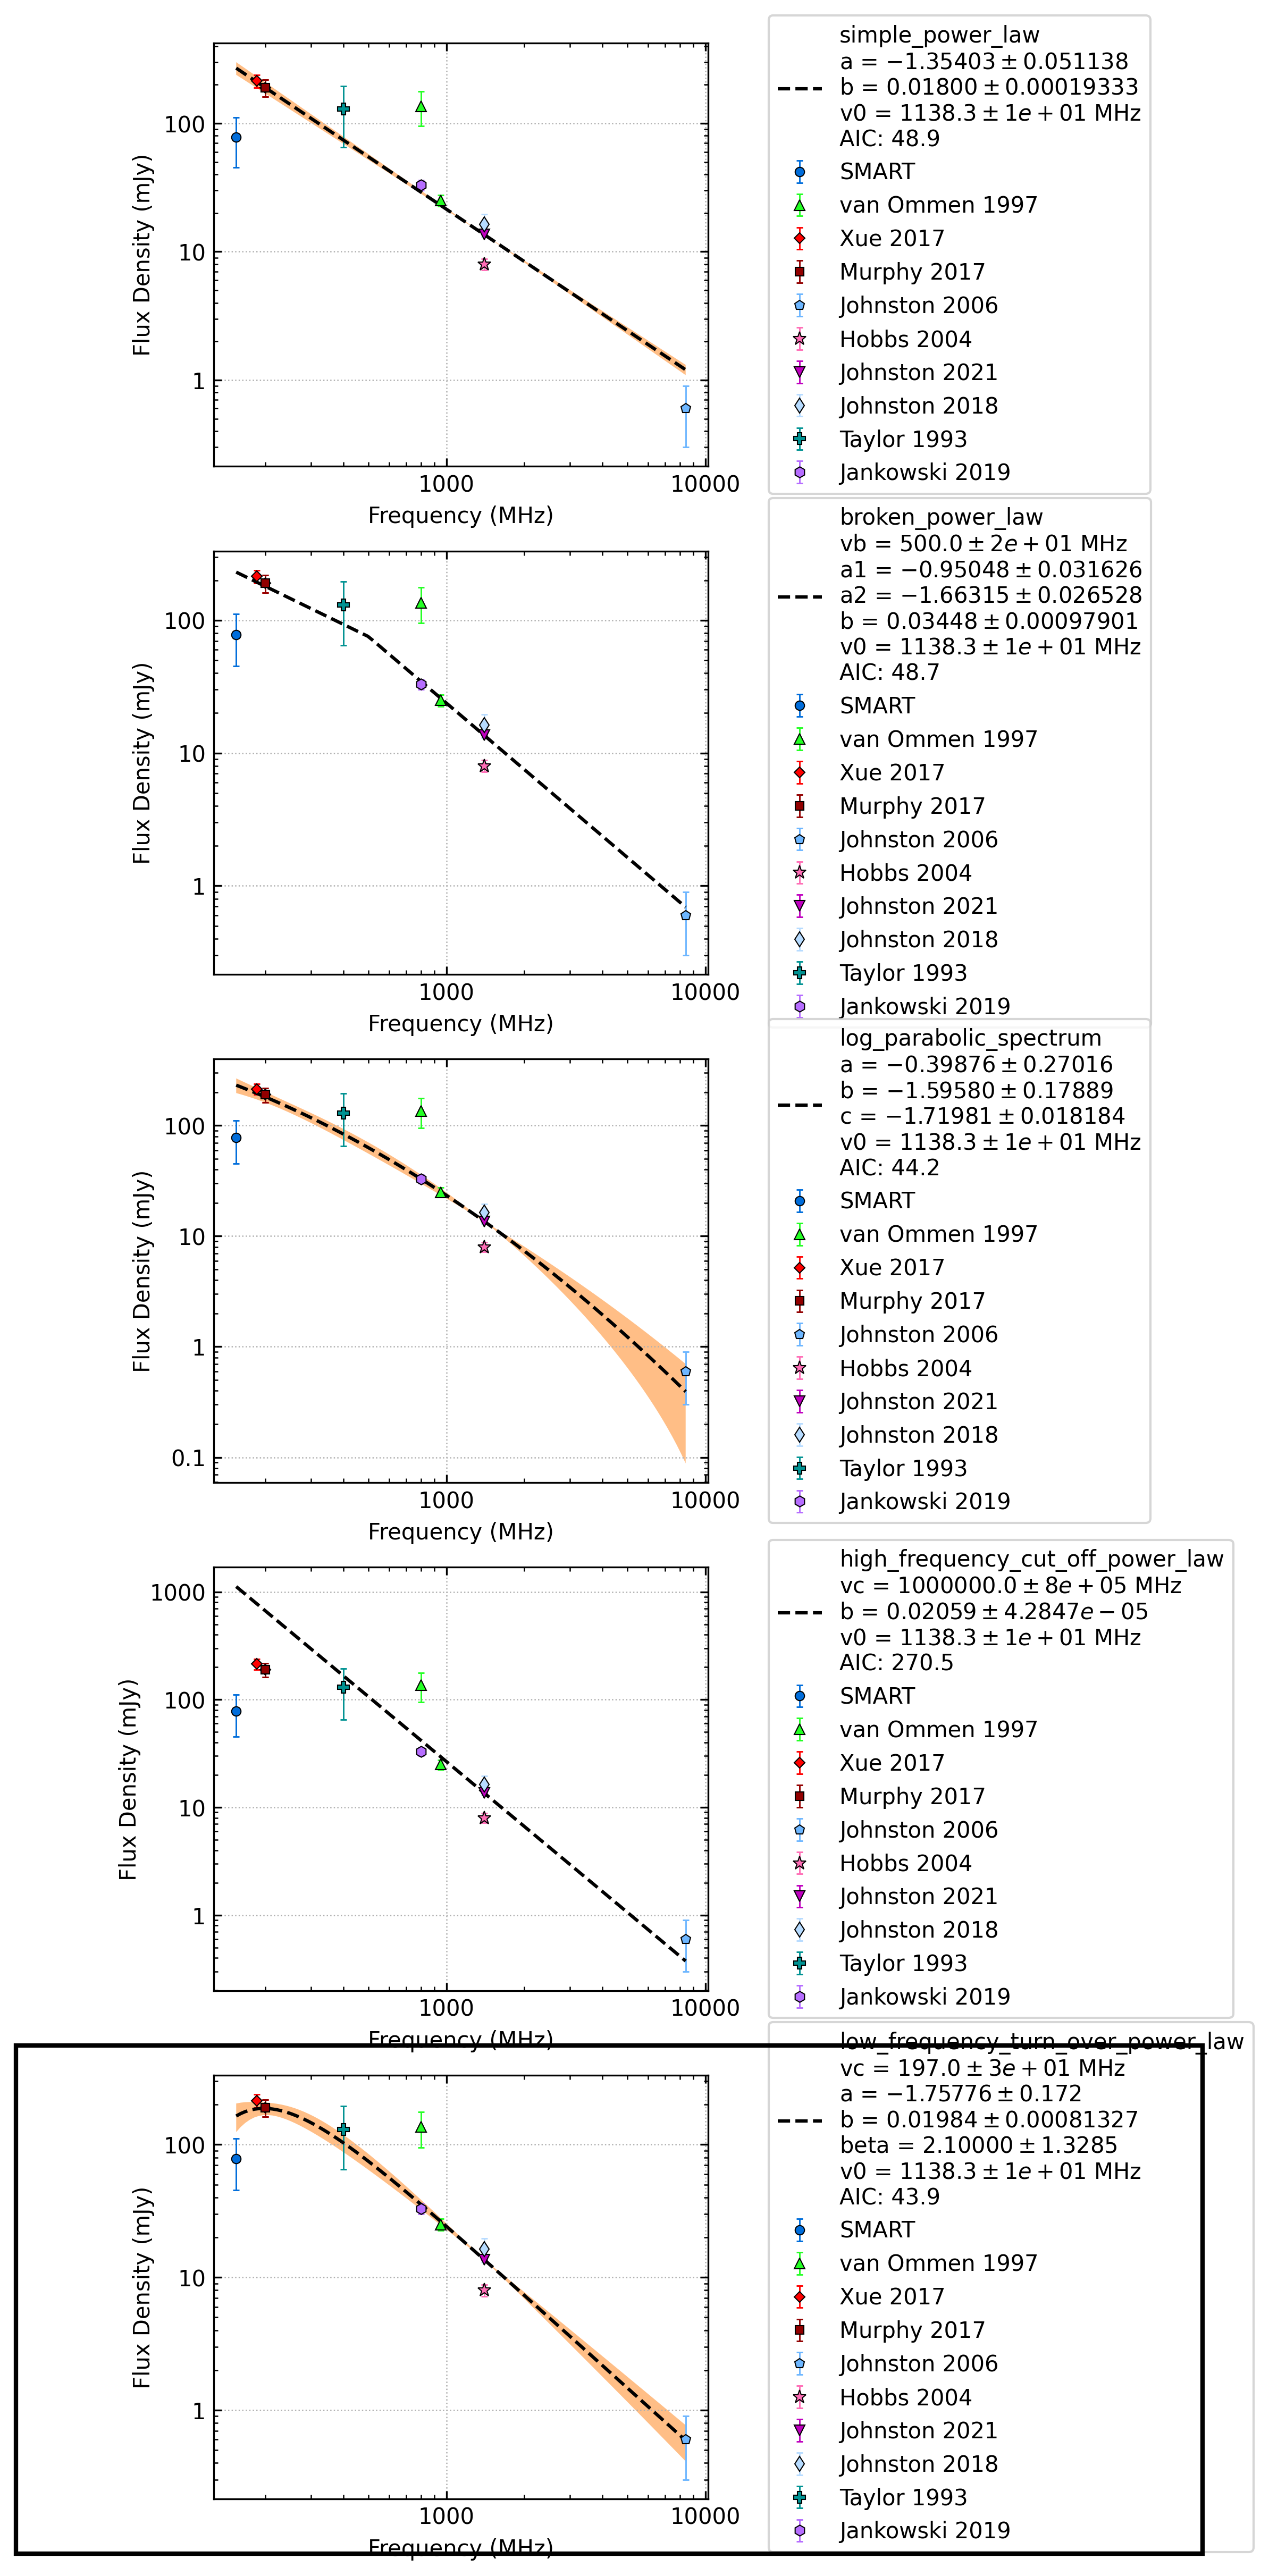 simple_power_law
a = −1.35403 ± 0.051138
b = 0.01800 ± 0.00019333
v0 = 1138.3 ± 1e + 01 MHz
AIC: 48.9
SMART
van Ommen 1997
Xue 2017
Murphy 2017
Johnston 2006
Hobbs 2004
Johnston 2021
Johnston 2018
Taylor 1993
Jankowski 2019
100
10
1
Flux Density (mJy)
1000
10000
Frequency (MHz)
broken_power_law
vb = 500.0 ± 2e + 01 MHz
a1 = −0.95048 ± 0.031626
a2 = −1.66315 ± 0.026528
b = 0.03448 ± 0.00097901
v0 = 1138.3 ± 1e + 01 MHz
AIC: 48.7
SMART
van Ommen 1997
Xue 2017
Murphy 2017
Johnston 2006
Hobbs 2004
Johnston 2021
Johnston 2018
Taylor 1993
Jankowski 2019
100
10
1
Flux Density (mJy)
1000
10000
Frequency (MHz)
log_parabolic_spectrum
a = −0.39876 ± 0.27016
b = −1.59580 ± 0.17889
c = −1.71981 ± 0.018184
v0 = 1138.3 ± 1e + 01 MHz
AIC: 44.2
SMART
van Ommen 1997
Xue 2017
Murphy 2017
Johnston 2006
Hobbs 2004
Johnston 2021
Johnston 2018
Taylor 1993
Jankowski 2019
100
10
1
0.1
Flux Density (mJy)
1000
10000
Frequency (MHz)
high_frequency_cut_off_power_law
vc = 1000000.0 ± 8e + 05 MHz
b = 0.02059 ± 4.2847e − 05
v0 = 1138.3 ± 1e + 01 MHz
AIC: 270.5
SMART
van Ommen 1997
Xue 2017
Murphy 2017
Johnston 2006
Hobbs 2004
Johnston 2021
Johnston 2018
Taylor 1993
Jankowski 2019
1000
100
10
1
Flux Density (mJy)
1000
10000
Frequency (MHz)
low_frequency_turn_over_power_law
vc = 197.0 ± 3e + 01 MHz
a = −1.75776 ± 0.172
b = 0.01984 ± 0.00081327
beta = 2.10000 ± 1.3285
v0 = 1138.3 ± 1e + 01 MHz
AIC: 43.9
SMART
van Ommen 1997
Xue 2017
Murphy 2017
Johnston 2006
Hobbs 2004
Johnston 2021
Johnston 2018
Taylor 1993
Jankowski 2019
100
10
1
Flux Density (mJy)
1000
10000
Frequency (MHz)